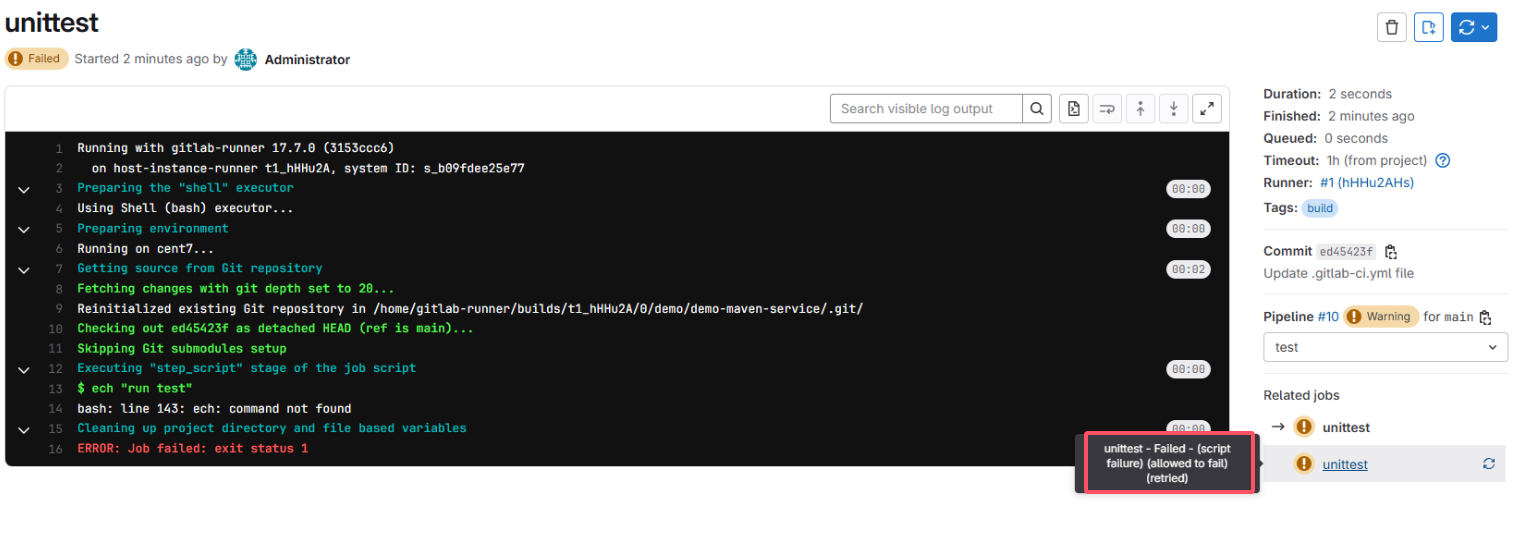 unittest
Failed Started 2 minutes ago by Administrator
Search visible log output
1 Running with gitlab-runner 17.7.0 (3153ccc6)
2 on host-instance-runner t1_hHHu2A, system ID: s_b09fdee25e77
3 Preparing the "shell" executor 00:00
4 Using Shell (bash) executor...
5 Preparing environment 00:00
6 Running on cent7...
7 Getting source from Git repository 00:02
8 Fetching changes with git depth set to 20...
9 Reinitialized existing Git repository in /home/gitlab-runner/builds/t1_hHHu2A/0/demo/demo-maven-service/.git/
10 Checking out ed45423f as detached HEAD (ref is main)...
11 Skipping Git submodules setup
12 Executing "step_script" stage of the job script 00:00
13 $ ech "run test"
14 bash: line 143: ech: command not found
15 Cleaning up project directory and file based variables 00:00
16 ERROR: Job failed: exit status 1
unittest - Failed - (script
failure) (allowed to fail)
(retried)
Duration: 2 seconds
Finished: 2 minutes ago
Queued: 0 seconds
Timeout: 1h (from project)
Runner: #1 (hHHu2AHs)
Tags: build
Commit ed45423f
Update .gitlab-ci.yml file
Pipeline #10 Warning for main
test
Related jobs
unittest
unittest